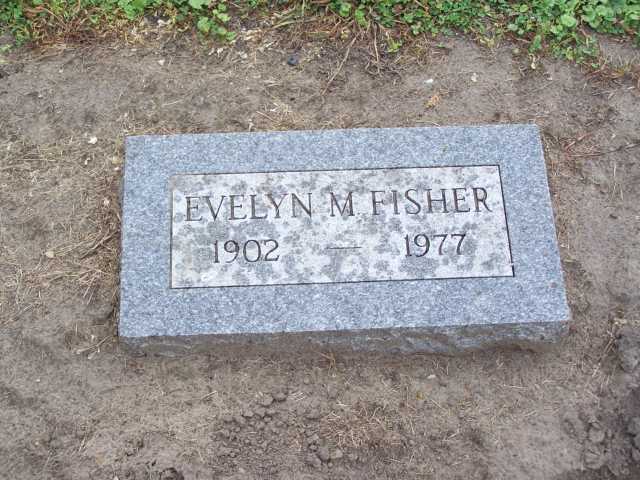 EVELYN M. FISHER
1902 — 1977